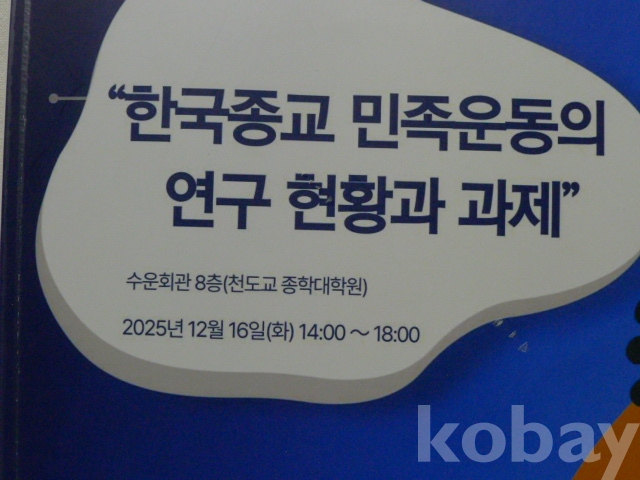 “한국종교 민족운동의
연구 현황과 과제”
수운회관 8층(천도교 종학대학원)
2025년 12월 16일(화) 14:00 ~ 18:00
kobay